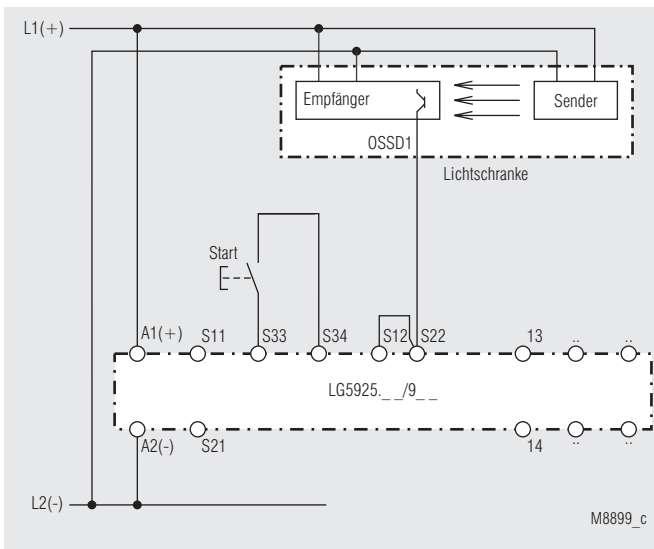 L1(+)
Empfänger
Sender
OSSD1
Lichtschranke
Start
A1(+) S11 S33 S34 S12 S22 13 .. ..
LG5925._ _/9_ _
A2(-) S21 14 .. ..
L2(-)
M8899_c